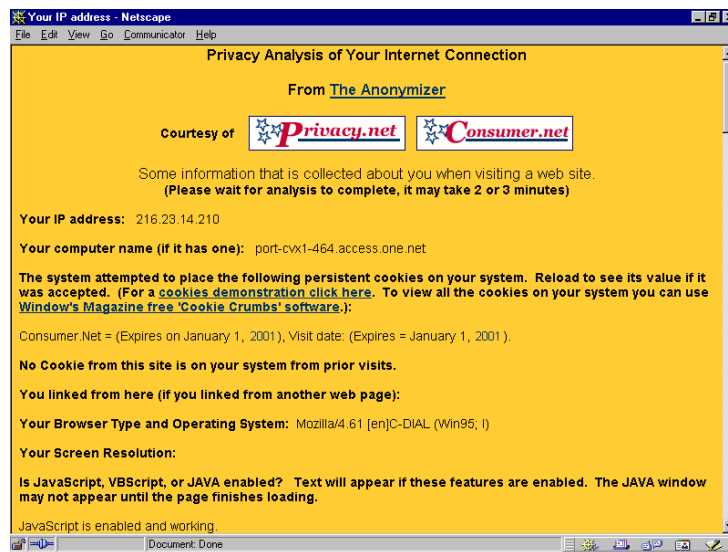 Your IP address - Netscape
File Edit View Go Communicator Help
Privacy Analysis of Your Internet Connection
From The Anonymizer
Courtesy of Privacy.net Consumer.net
Some information that is collected about you when visiting a web site.
(Please wait for analysis to complete, it may take 2 or 3 minutes)
Your IP address: 216.23.14.210
Your computer name (if it has one): port-cvx1-464.access.one.net
The system attempted to place the following persistent cookies on your system. Reload to see its value if it
was accepted. (For a cookies demonstration click here. To view all the cookies on your system you can use
Window's Magazine free 'Cookie Crumbs' software.):
Consumer.Net = (Expires on January 1, 2001), Visit date: (Expires = January 1, 2001).
No Cookie from this site is on your system from prior visits.
You linked from here (if you linked from another web page):
Your Browser Type and Operating System: Mozilla/4.61 [en]C-DIAL (Win95; I)
Your Screen Resolution:
Is JavaScript, VBScript, or JAVA enabled? Text will appear if these features are enabled. The JAVA window
may not appear until the page finishes loading.
JavaScript is enabled and working.
Document: Done